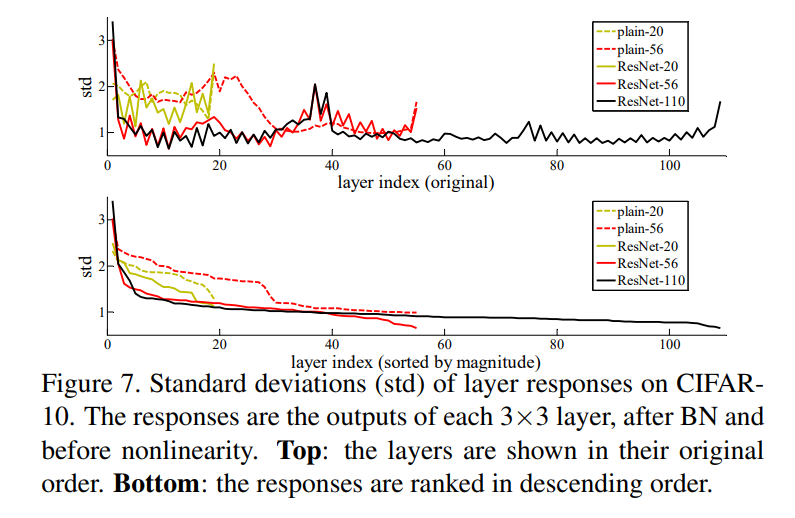 3
2
1
std
0 20 40 60 80 100
layer index (original)
plain-20
plain-56
ResNet-20
ResNet-56
ResNet-110
3
2
1
std
0 20 40 60 80 100
layer index (sorted by magnitude)
plain-20
plain-56
ResNet-20
ResNet-56
ResNet-110
Figure 7. Standard deviations (std) of layer responses on CIFAR-
10. The responses are the outputs of each 3×3 layer, after BN and
before nonlinearity. Top: the layers are shown in their original
order. Bottom: the responses are ranked in descending order.